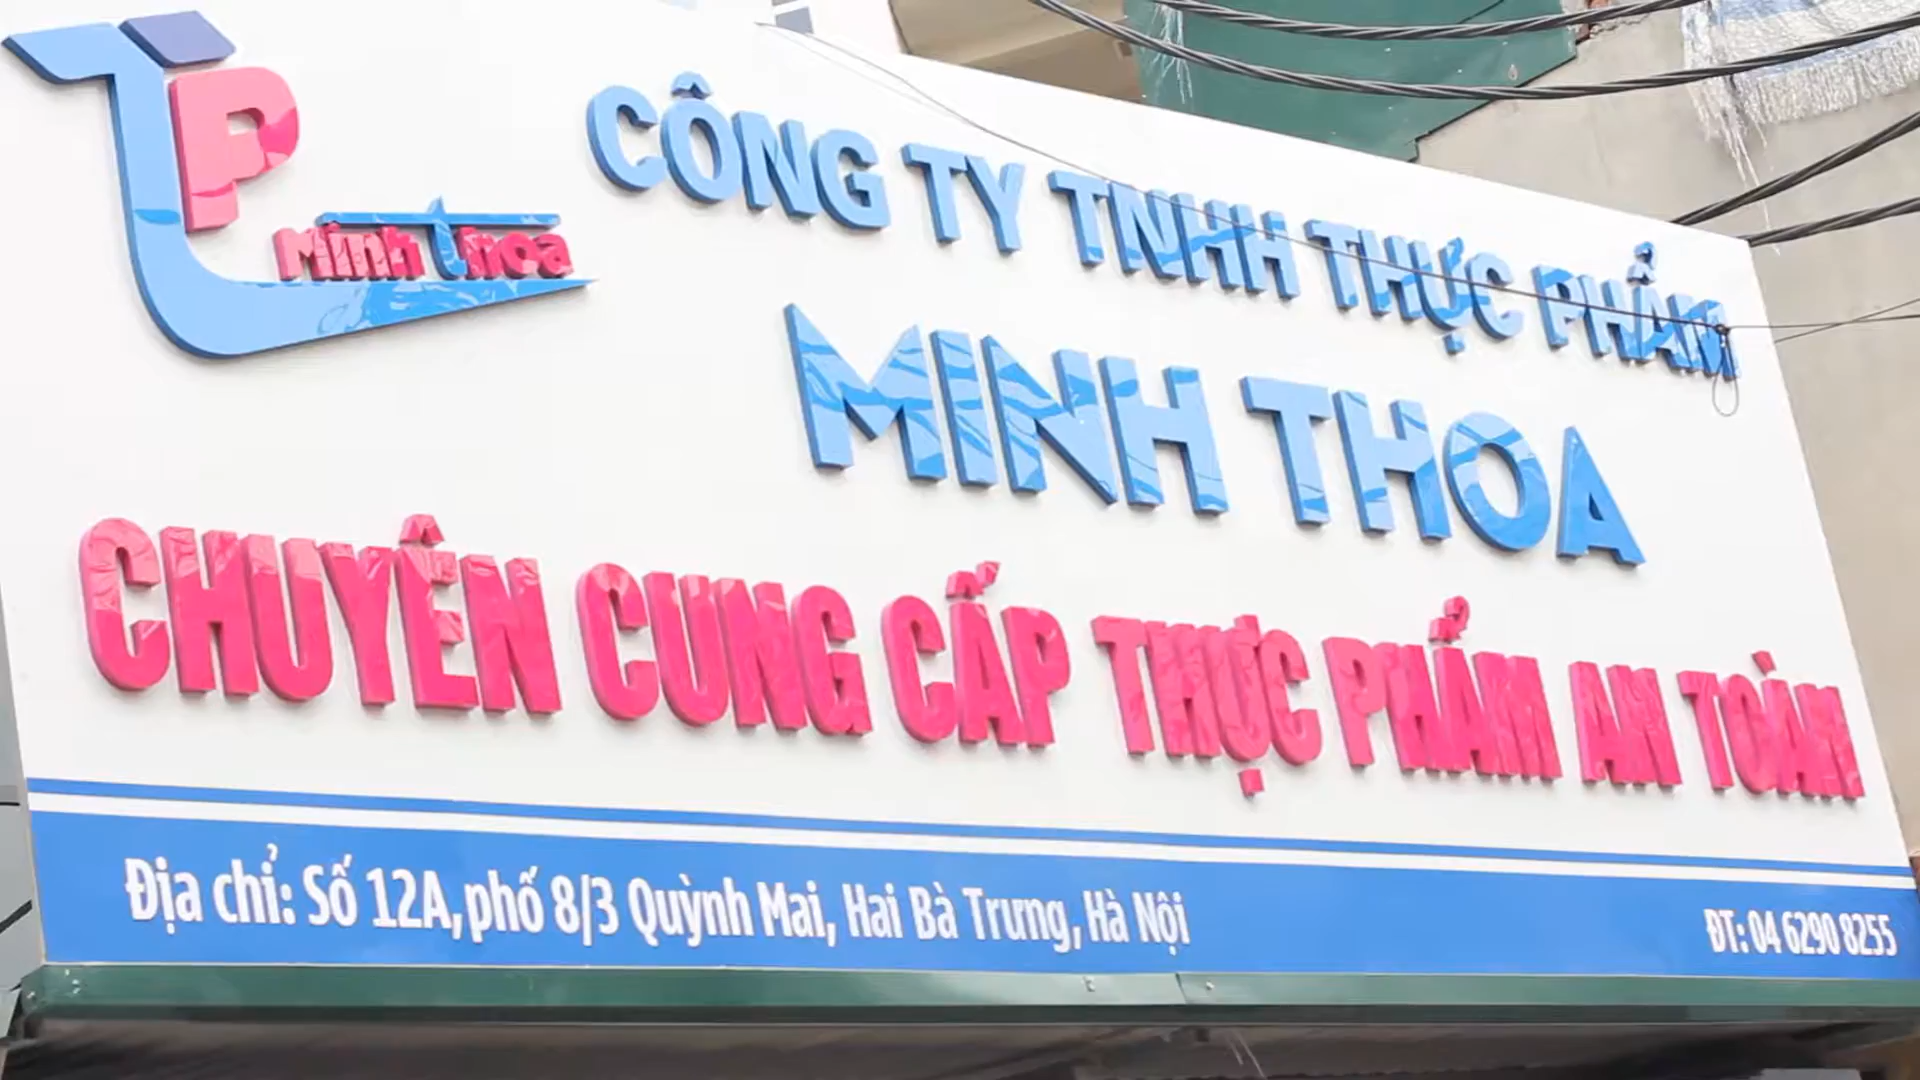 TP
Minh Thoa
CÔNG TY TNHH THỰC PHẨM
MINH THOA
CHUYÊN CUNG CẤP THỰC PHẨM AN TOÀN
Địa chỉ: Số 12A, phố 8/3 Quỳnh Mai, Hai Bà Trưng, Hà Nội
ĐT: 04 6290 8255